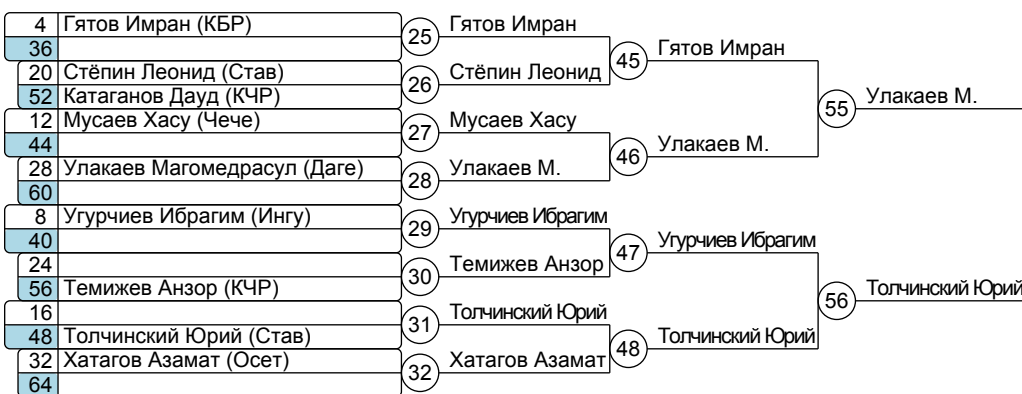 4 Гятов Имран (КБР)
36
20 Стёпин Леонид (Став)
52 Катаганов Дауд (КЧР)
12 Мусаев Хасу (Чече)
44
28 Улакаев Магомедрасул (Даге)
60
8 Угурчиев Ибрагим (Ингу)
40
24
56 Темижев Анзор (КЧР)
16
48 Толчинский Юрий (Став)
32 Хатагов Азамат (Осет)
64
25 Гятов Имран
26 Стёпин Леонид
27 Мусаев Хасу
28 Улакаев М.
29 Угурчиев Ибрагим
30 Темижев Анзор
31 Толчинский Юрий
32 Хатагов Азамат
45 Гятов Имран
46 Улакаев М.
47 Угурчиев Ибрагим
48 Толчинский Юрий
55 Улакаев М.
56 Толчинский Юрий